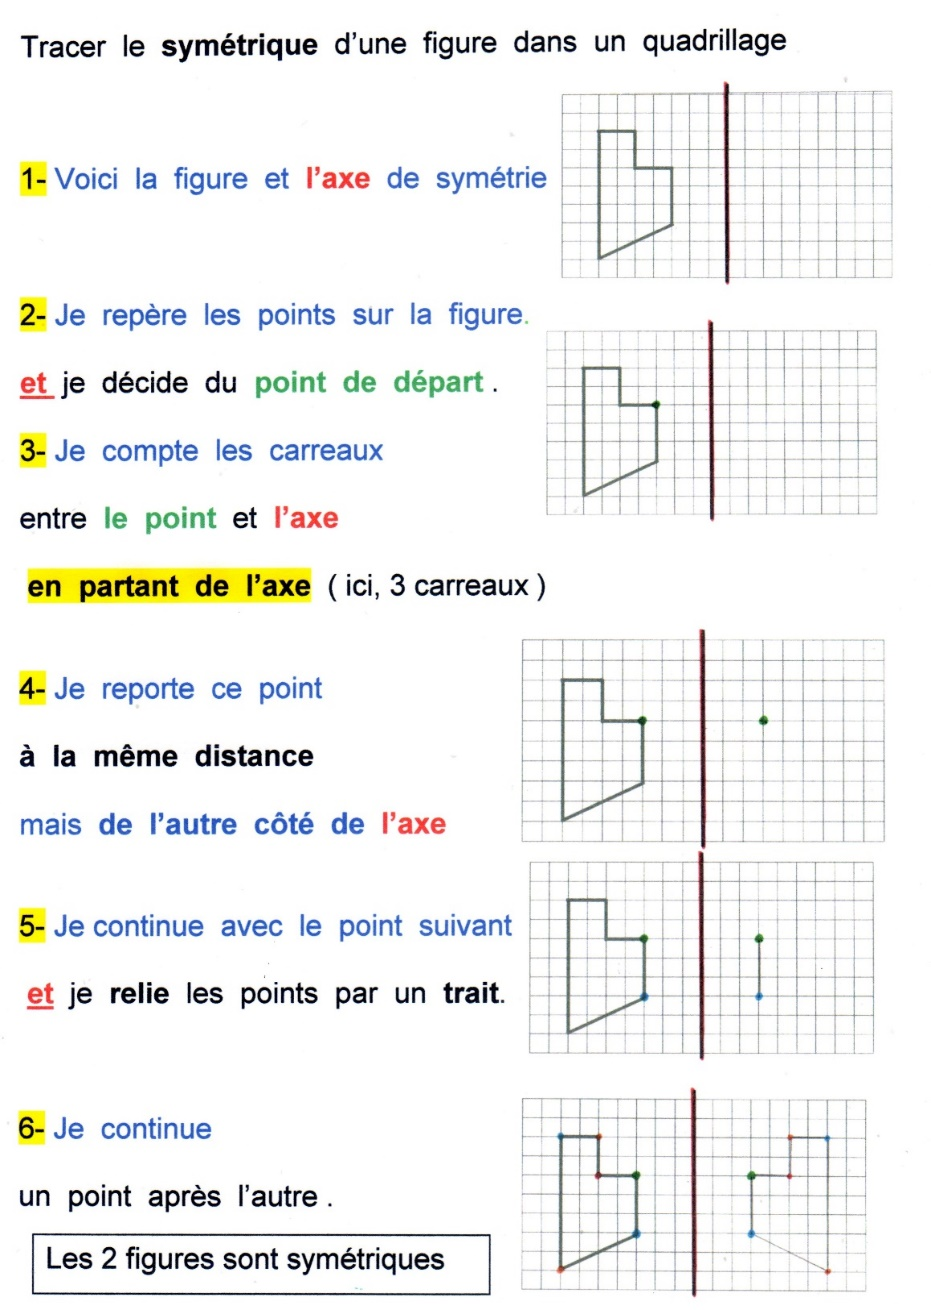 Tracer le symétrique d'une figure dans un quadrillage
1- Voici la figure et l'axe de symétrie
2- Je repère les points sur la figure.
et je décide du point de départ .
3- Je compte les carreaux
entre le point et l'axe
en partant de l'axe ( ici, 3 carreaux )
4- Je reporte ce point
à la même distance
mais de l'autre côté de l'axe
5- Je continue avec le point suivant
et je relie les points par un trait.
6- Je continue
un point après l'autre .
Les 2 figures sont symétriques